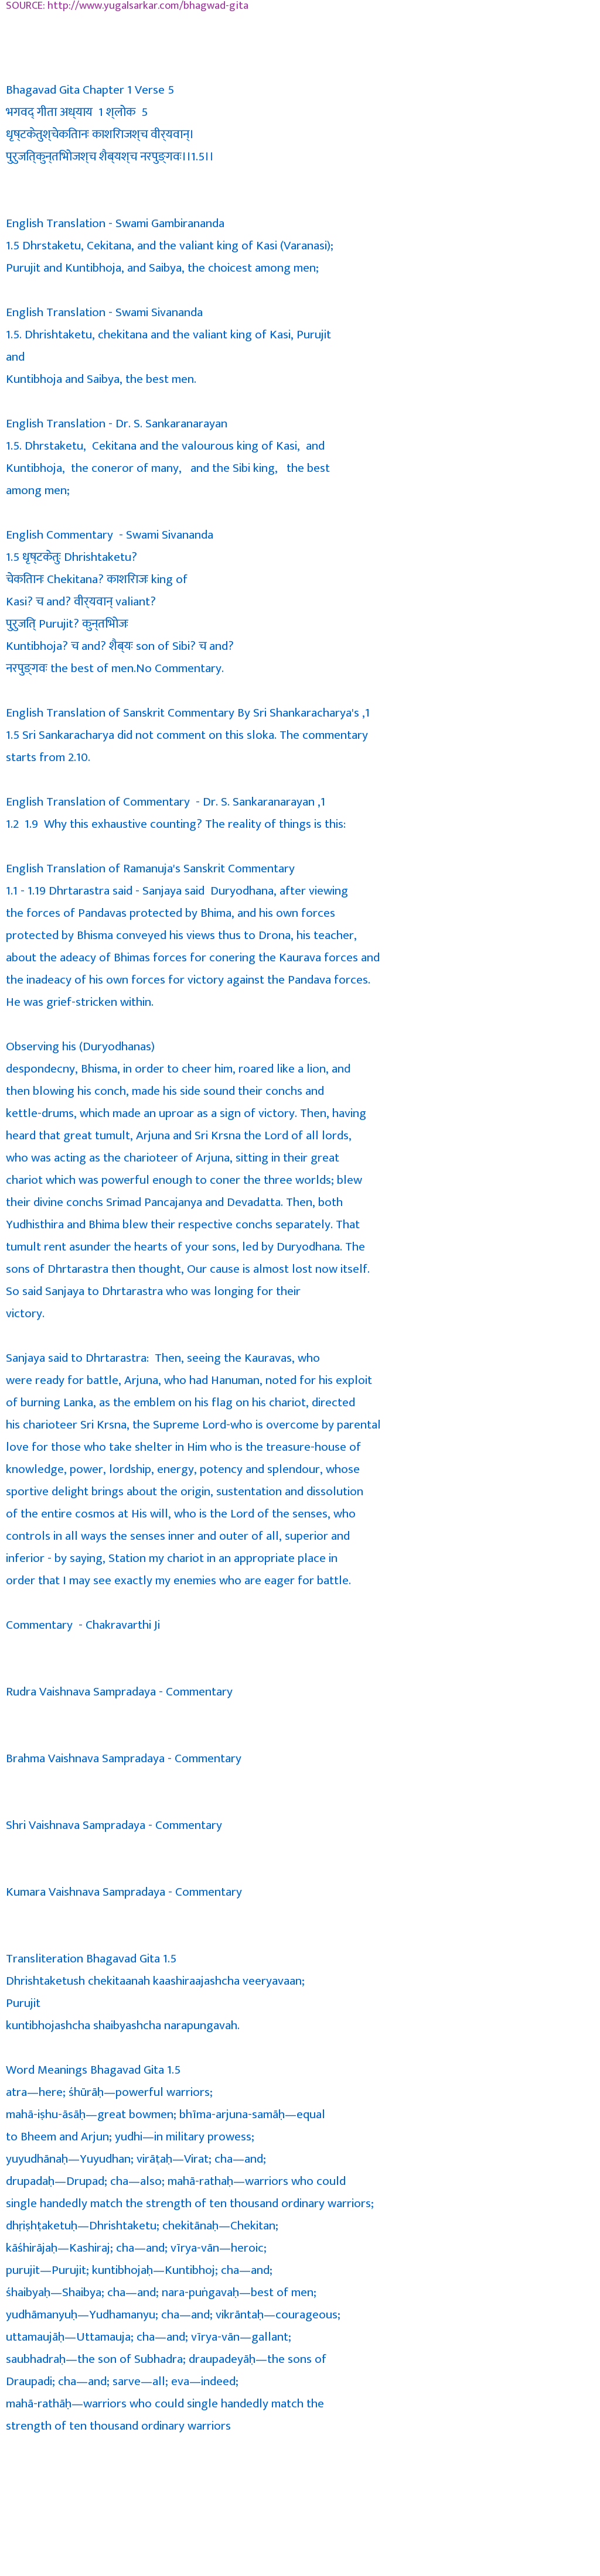 SOURCE: http://www.yugalsarkar.com/bhagwad-gita
Bhagavad Gita Chapter 1 Verse 5
भगवद् गीता अध्याय 1 श्लोक 5
धृष्टकेतुश्चेकितानः काशिराजश्च वीर्यवान्।
पुरुजित्कुन्तिभोजश्च शैब्यश्च नरपुङ्गवः।।1.5।।
English Translation - Swami Gambirananda
1.5 Dhrstaketu, Cekitana, and the valiant king of Kasi (Varanasi);
Purujit and Kuntibhoja, and Saibya, the choicest among men;
English Translation - Swami Sivananda
1.5. Dhrishtaketu, chekitana and the valiant king of Kasi, Purujit
and
Kuntibhoja and Saibya, the best men.
English Translation - Dr. S. Sankaranarayan
1.5. Dhrstaketu, Cekitana and the valourous king of Kasi, and
Kuntibhoja, the coneror of many, and the Sibi king, the best
among men;
English Commentary - Swami Sivananda
1.5 धृष्टकेतुः Dhrishtaketu?
चेकितानः Chekitana? काशिराजः king of
Kasi? च and? वीर्यवान् valiant?
पुरुजित् Purujit? कुन्तिभोजः
Kuntibhoja? च and? शैब्यः son of Sibi? च and?
नरपुङ्गवः the best of men.No Commentary.
English Translation of Sanskrit Commentary By Sri Shankaracharya's ,1
1.5 Sri Sankaracharya did not comment on this sloka. The commentary
starts from 2.10.
English Translation of Commentary - Dr. S. Sankaranarayan ,1
1.2 1.9 Why this exhaustive counting? The reality of things is this:
English Translation of Ramanuja's Sanskrit Commentary
1.1 - 1.19 Dhrtarastra said - Sanjaya said Duryodhana, after viewing
the forces of Pandavas protected by Bhima, and his own forces
protected by Bhisma conveyed his views thus to Drona, his teacher,
about the adeacy of Bhimas forces for conering the Kaurava forces and
the inadeacy of his own forces for victory against the Pandava forces.
He was grief-stricken within.
Observing his (Duryodhanas)
despondecny, Bhisma, in order to cheer him, roared like a lion, and
then blowing his conch, made his side sound their conchs and
kettle-drums, which made an uproar as a sign of victory. Then, having
heard that great tumult, Arjuna and Sri Krsna the Lord of all lords,
who was acting as the charioteer of Arjuna, sitting in their great
chariot which was powerful enough to coner the three worlds; blew
their divine conchs Srimad Pancajanya and Devadatta. Then, both
Yudhisthira and Bhima blew their respective conchs separately. That
tumult rent asunder the hearts of your sons, led by Duryodhana. The
sons of Dhrtarastra then thought, Our cause is almost lost now itself.
So said Sanjaya to Dhrtarastra who was longing for their
victory.
Sanjaya said to Dhrtarastra: Then, seeing the Kauravas, who
were ready for battle, Arjuna, who had Hanuman, noted for his exploit
of burning Lanka, as the emblem on his flag on his chariot, directed
his charioteer Sri Krsna, the Supreme Lord-who is overcome by parental
love for those who take shelter in Him who is the treasure-house of
knowledge, power, lordship, energy, potency and splendour, whose
sportive delight brings about the origin, sustentation and dissolution
of the entire cosmos at His will, who is the Lord of the senses, who
controls in all ways the senses inner and outer of all, superior and
inferior - by saying, Station my chariot in an appropriate place in
order that I may see exactly my enemies who are eager for battle.
Commentary - Chakravarthi Ji
Rudra Vaishnava Sampradaya - Commentary
Brahma Vaishnava Sampradaya - Commentary
Shri Vaishnava Sampradaya - Commentary
Kumara Vaishnava Sampradaya - Commentary
Transliteration Bhagavad Gita 1.5
Dhrishtaketush chekitaanah kaashiraajashcha veeryavaan;
Purujit
kuntibhojashcha shaibyashcha narapungavah.
Word Meanings Bhagavad Gita 1.5
atra—here; śhūrāḥ—powerful warriors;
mahā-iṣhu-āsāḥ—great bowmen; bhīma-arjuna-samāḥ—equal
to Bheem and Arjun; yudhi—in military prowess;
yuyudhānaḥ—Yuyudhan; virāṭaḥ—Virat; cha—and;
drupadaḥ—Drupad; cha—also; mahā-rathaḥ—warriors who could
single handedly match the strength of ten thousand ordinary warriors;
dhṛiṣhṭaketuḥ—Dhrishtaketu; chekitānaḥ—Chekitan;
kāśhirājaḥ—Kashiraj; cha—and; vīrya-vān—heroic;
purujit—Purujit; kuntibhojaḥ—Kuntibhoj; cha—and;
śhaibyaḥ—Shaibya; cha—and; nara-puṅgavaḥ—best of men;
yudhāmanyuḥ—Yudhamanyu; cha—and; vikrāntaḥ—courageous;
uttamaujāḥ—Uttamauja; cha—and; vīrya-vān—gallant;
saubhadraḥ—the son of Subhadra; draupadeyāḥ—the sons of
Draupadi; cha—and; sarve—all; eva—indeed;
mahā-rathāḥ—warriors who could single handedly match the
strength of ten thousand ordinary warriors